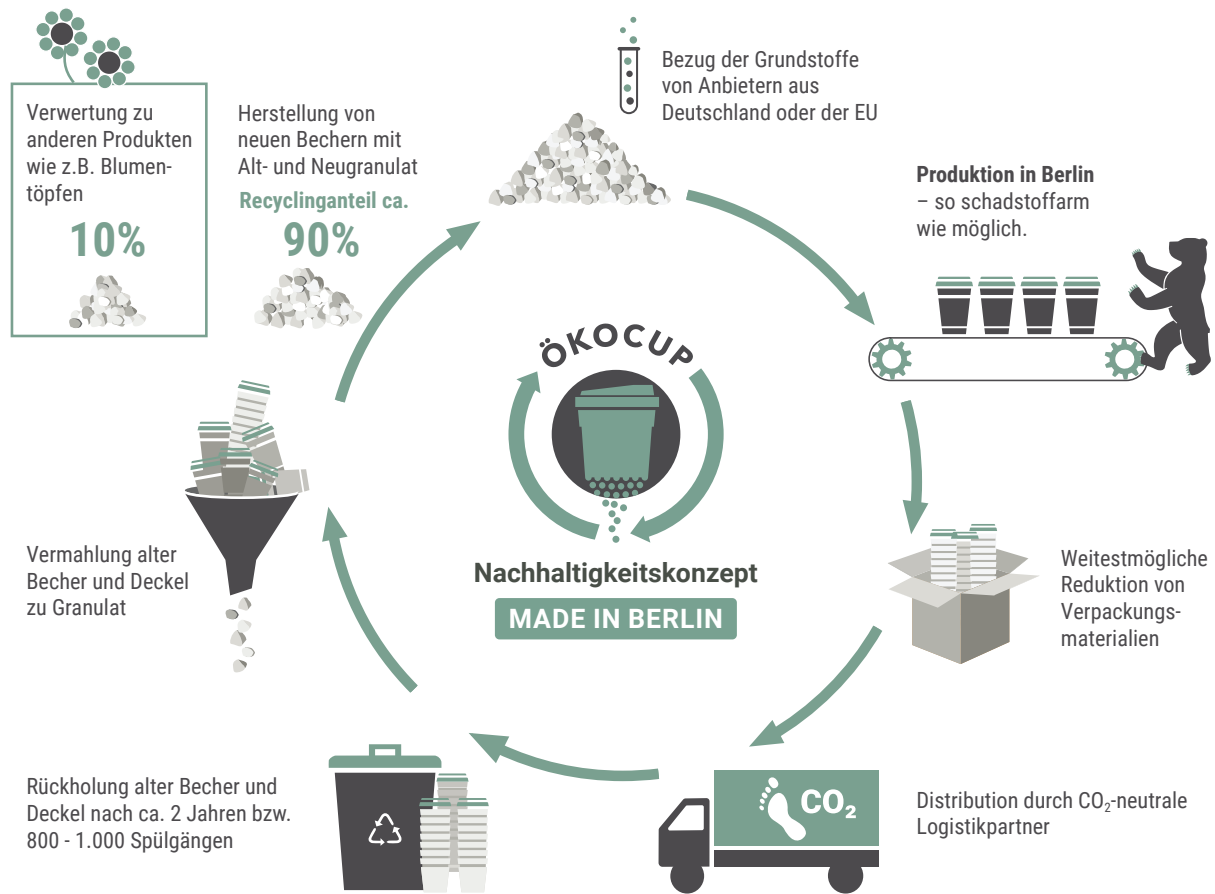 Verwertung zu
anderen Produkten
wie z.B. Blumen-
töpfen
10%
Herstellung von
neuen Bechern mit
Alt- und Neugranulat
Recyclinganteil ca.
90%
Bezug der Grundstoffe
von Anbietern aus
Deutschland oder der EU
Produktion in Berlin
– so schadstoffarm
wie möglich.
ÖKOCUP
Nachhaltigkeitskonzept
MADE IN BERLIN
Weitestmögliche
Reduktion von
Verpackungs-
materialien
Vermahlung alter
Becher und Deckel
zu Granulat
Rückholung alter Becher und
Deckel nach ca. 2 Jahren bzw.
800 - 1.000 Spülgängen
CO₂
Distribution durch CO₂-neutrale
Logistikpartner